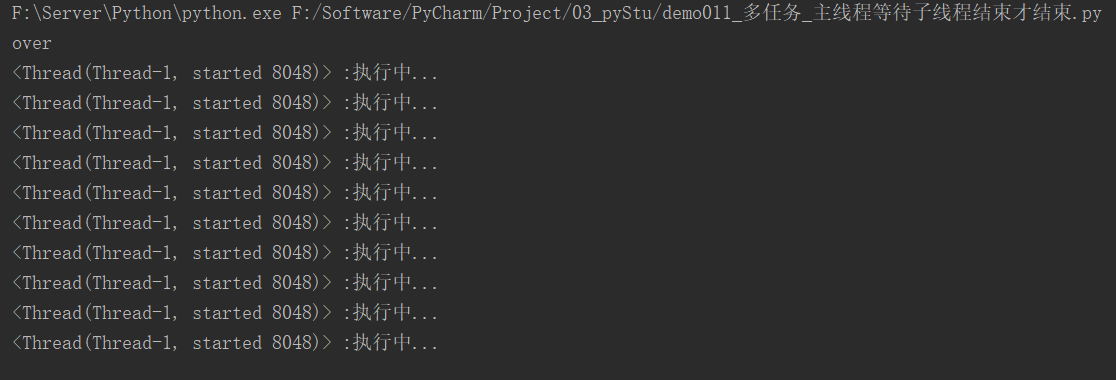 F:\Server\Python\python.exe F:/Software/PyCharm/Project/03_pyStu/demo011_多任务_主线程等待子线程结束才结束.py
over
<Thread(Thread-1, started 8048)> :执行中...
<Thread(Thread-1, started 8048)> :执行中...
<Thread(Thread-1, started 8048)> :执行中...
<Thread(Thread-1, started 8048)> :执行中...
<Thread(Thread-1, started 8048)> :执行中...
<Thread(Thread-1, started 8048)> :执行中...
<Thread(Thread-1, started 8048)> :执行中...
<Thread(Thread-1, started 8048)> :执行中...
<Thread(Thread-1, started 8048)> :执行中...
<Thread(Thread-1, started 8048)> :执行中...